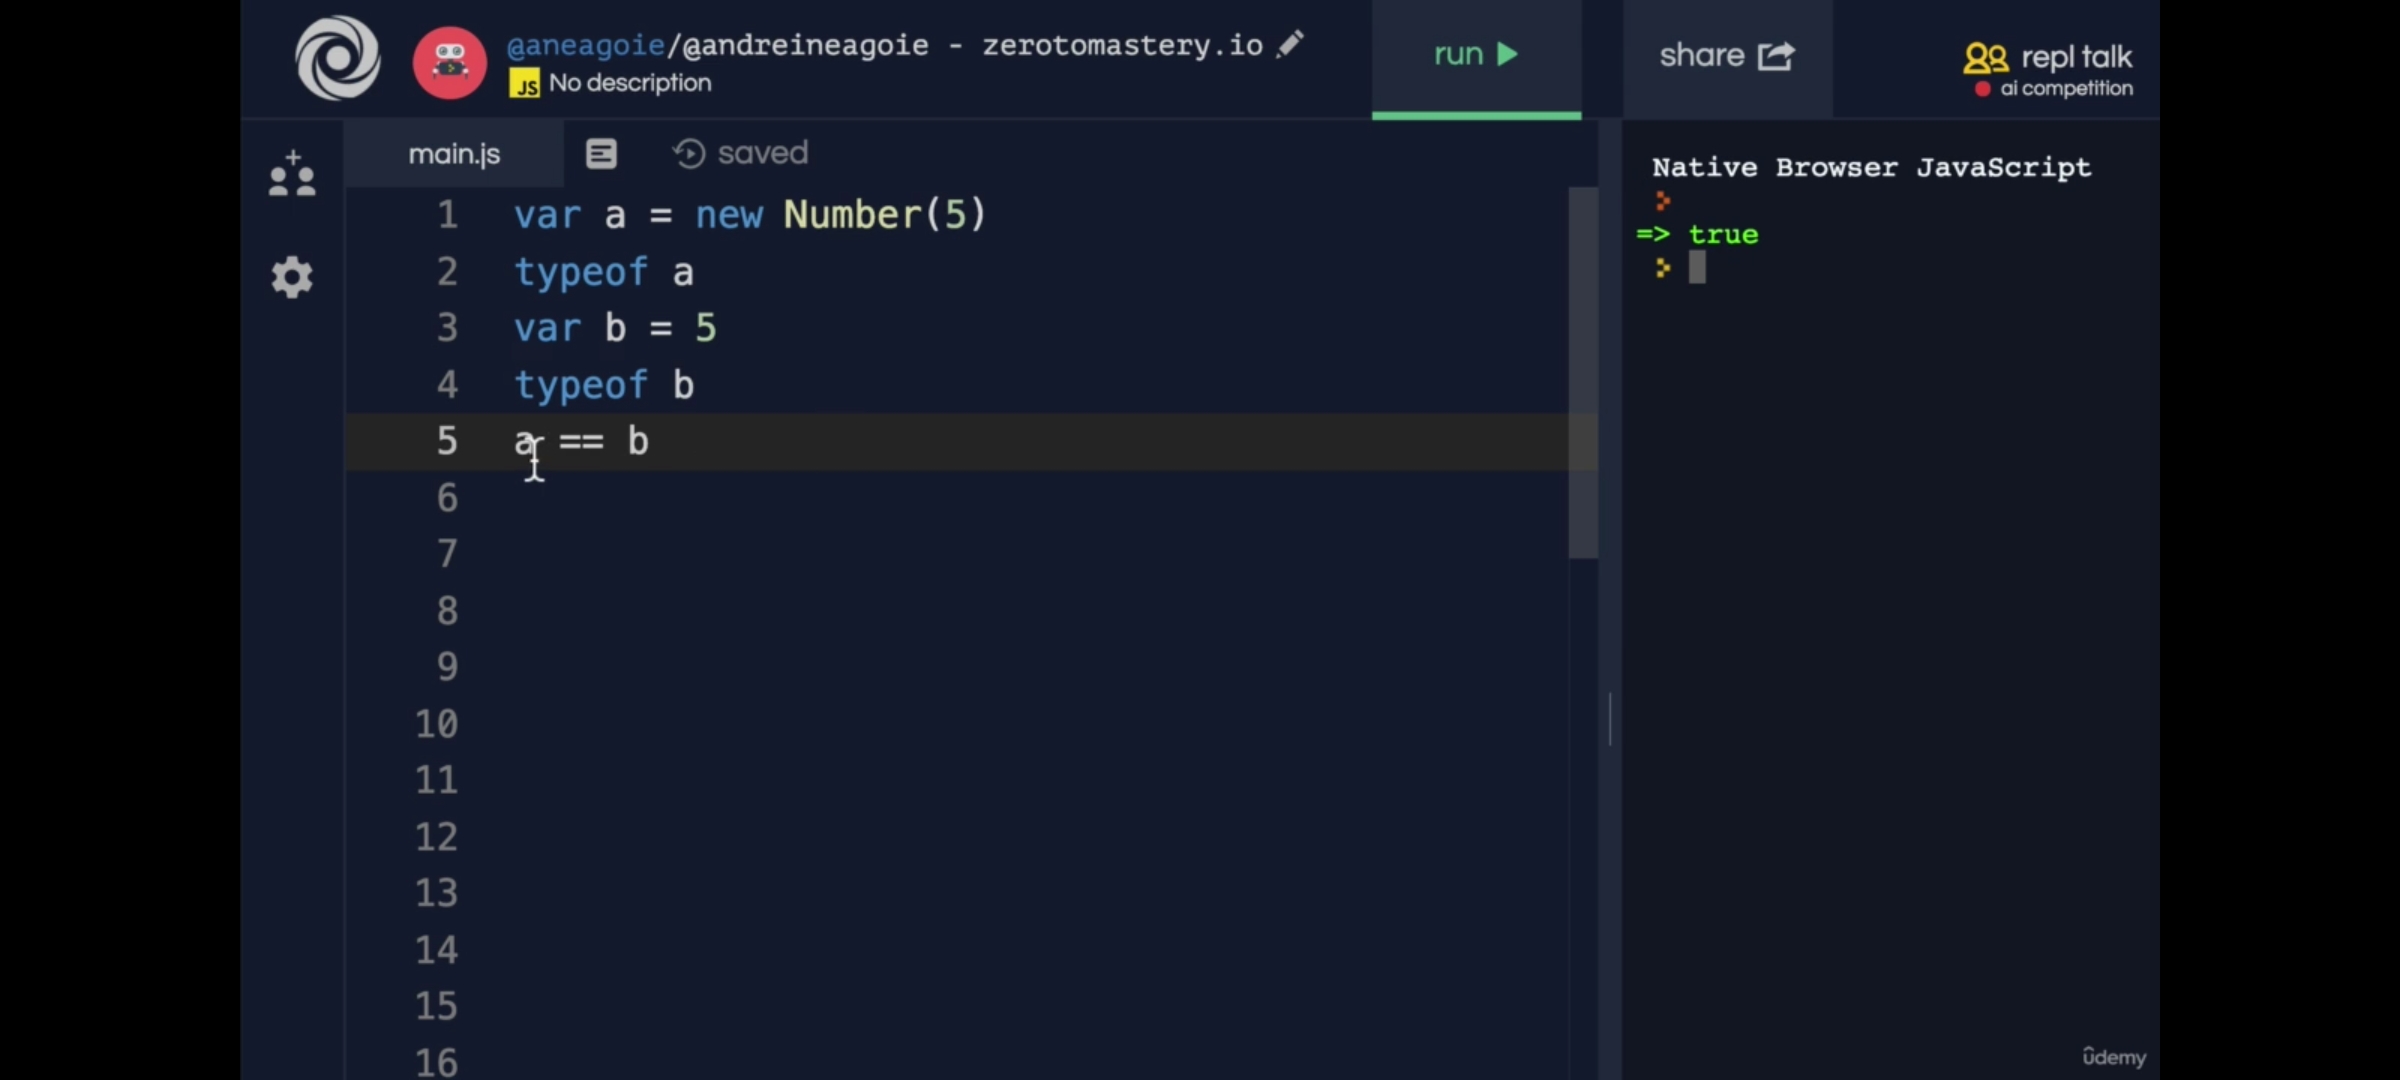 @aneagoie/@andreineagoie - zerotomastery.io
JS No description
run
share
repl talk
ai competition
main.js
saved
1 var a = new Number(5)
2 typeof a
3 var b = 5
4 typeof b
5 a == b
6
7
8
9
10
11
12
13
14
15
16
Native Browser JavaScript
=> true
ûdemy